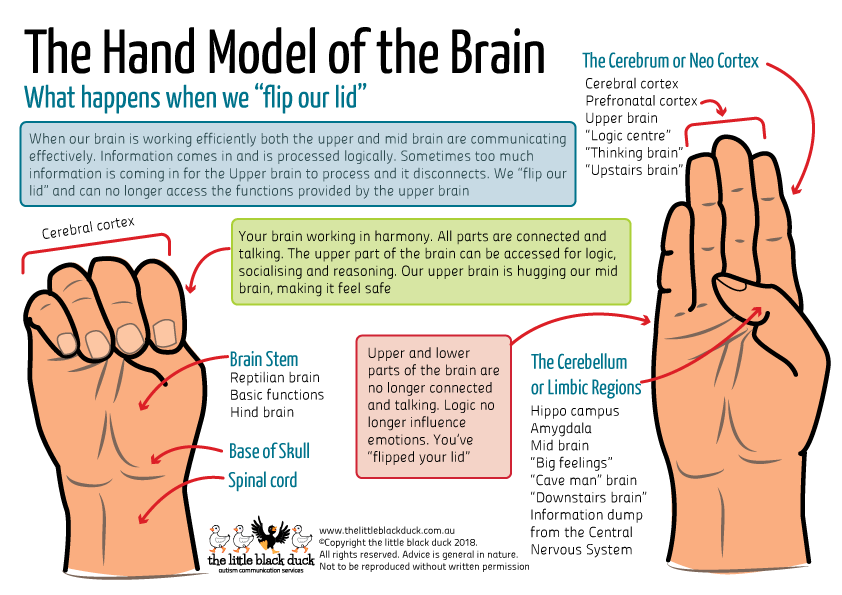 The Hand Model of the Brain
What happens when we “flip our lid”
When our brain is working efficiently both the upper and mid brain are communicating
effectively. Information comes in and is processed logically. Sometimes too much
information is coming in for the Upper brain to process and it disconnects. We “flip our
lid” and can no longer access the functions provided by the upper brain
The Cerebrum or Neo Cortex
Cerebral cortex
Prefronatal cortex
Upper brain
“Logic centre”
“Thinking brain”
“Upstairs brain”
Cerebral cortex
Your brain working in harmony. All parts are connected and
talking. The upper part of the brain can be accessed for logic,
socialising and reasoning. Our upper brain is hugging our mid
brain, making it feel safe
Brain Stem
Reptilian brain
Basic functions
Hind brain
Base of Skull
Spinal cord
Upper and lower
parts of the brain are
no longer connected
and talking. Logic no
longer influence
emotions. You’ve
“flipped your lid”
The Cerebellum
or Limbic Regions
Hippo campus
Amygdala
Mid brain
“Big feelings”
“Cave man” brain
“Downstairs brain”
Information dump
from the Central
Nervous System
the little black duck
autism communication services
www.thelittleblackduck.com.au
©Copyright the little black duck 2018.
All rights reserved. Advice is general in nature.
Not to be reproduced without written permission